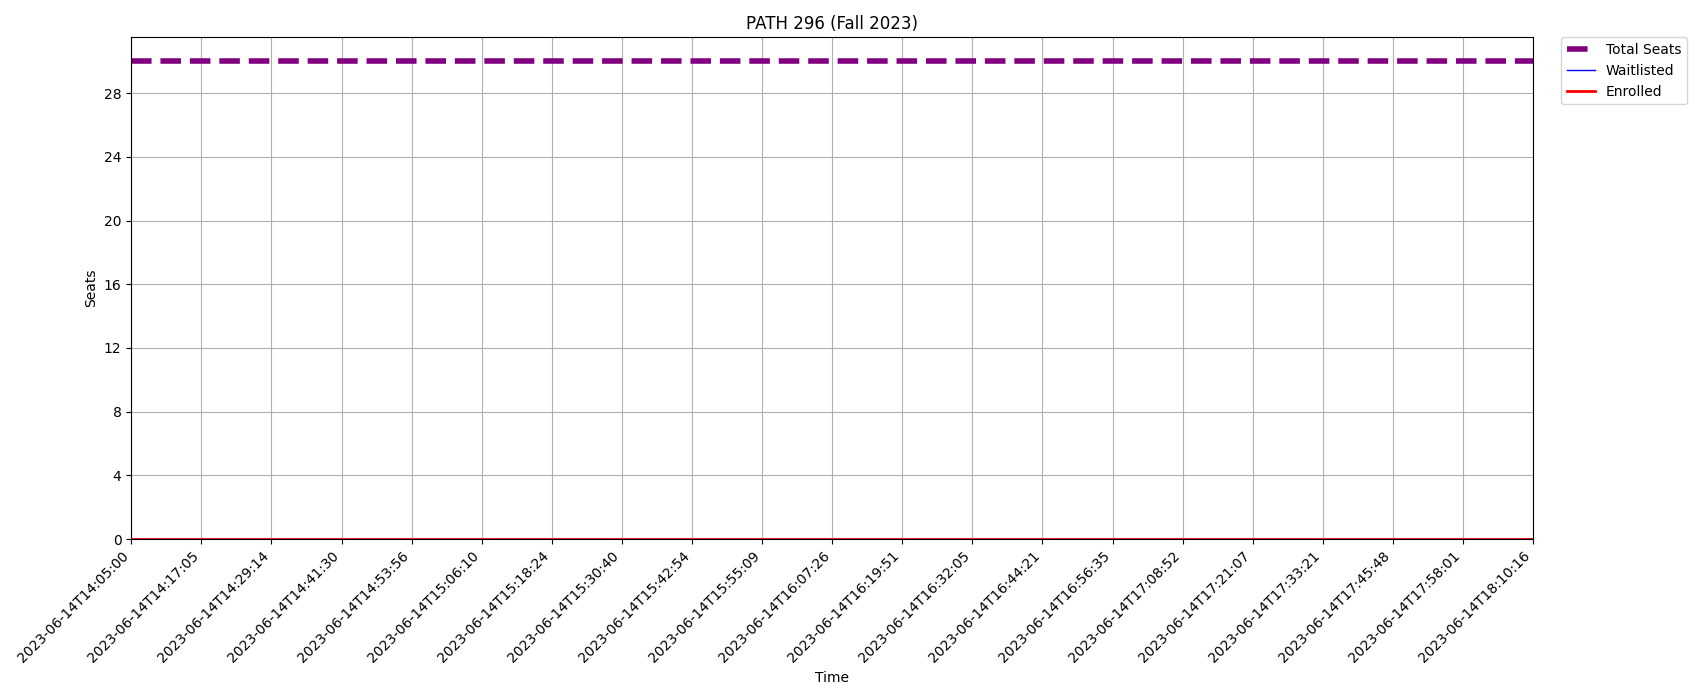 PATH 296 (Fall 2023)
Total Seats
Waitlisted
Enrolled
Seats
28
24
20
16
12
8
4
0
2023-06-14T14:05:00
2023-06-14T14:17:05
2023-06-14T14:29:14
2023-06-14T14:41:30
2023-06-14T14:53:56
2023-06-14T15:06:10
2023-06-14T15:18:24
2023-06-14T15:30:40
2023-06-14T15:42:54
2023-06-14T15:55:09
2023-06-14T16:07:26
2023-06-14T16:19:51
2023-06-14T16:32:05
2023-06-14T16:44:21
2023-06-14T16:56:35
2023-06-14T17:08:52
2023-06-14T17:21:07
2023-06-14T17:33:21
2023-06-14T17:45:48
2023-06-14T17:58:01
2023-06-14T18:10:16
Time